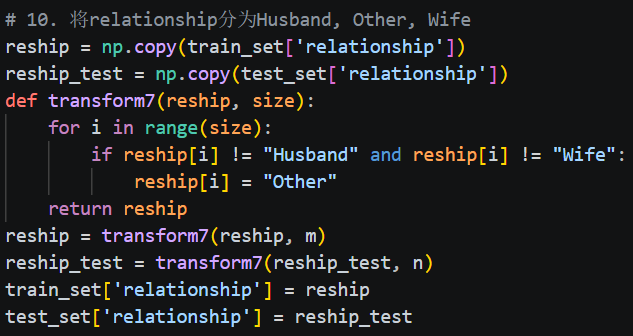 # 10. 将relationship分为Husband, Other, Wife
reship = np.copy(train_set['relationship'])
reship_test = np.copy(test_set['relationship'])
def transform7(reship, size):
    for i in range(size):
        if reship[i] != "Husband" and reship[i] != "Wife":
            reship[i] = "Other"
    return reship
reship = transform7(reship, m)
reship_test = transform7(reship_test, n)
train_set['relationship'] = reship
test_set['relationship'] = reship_test